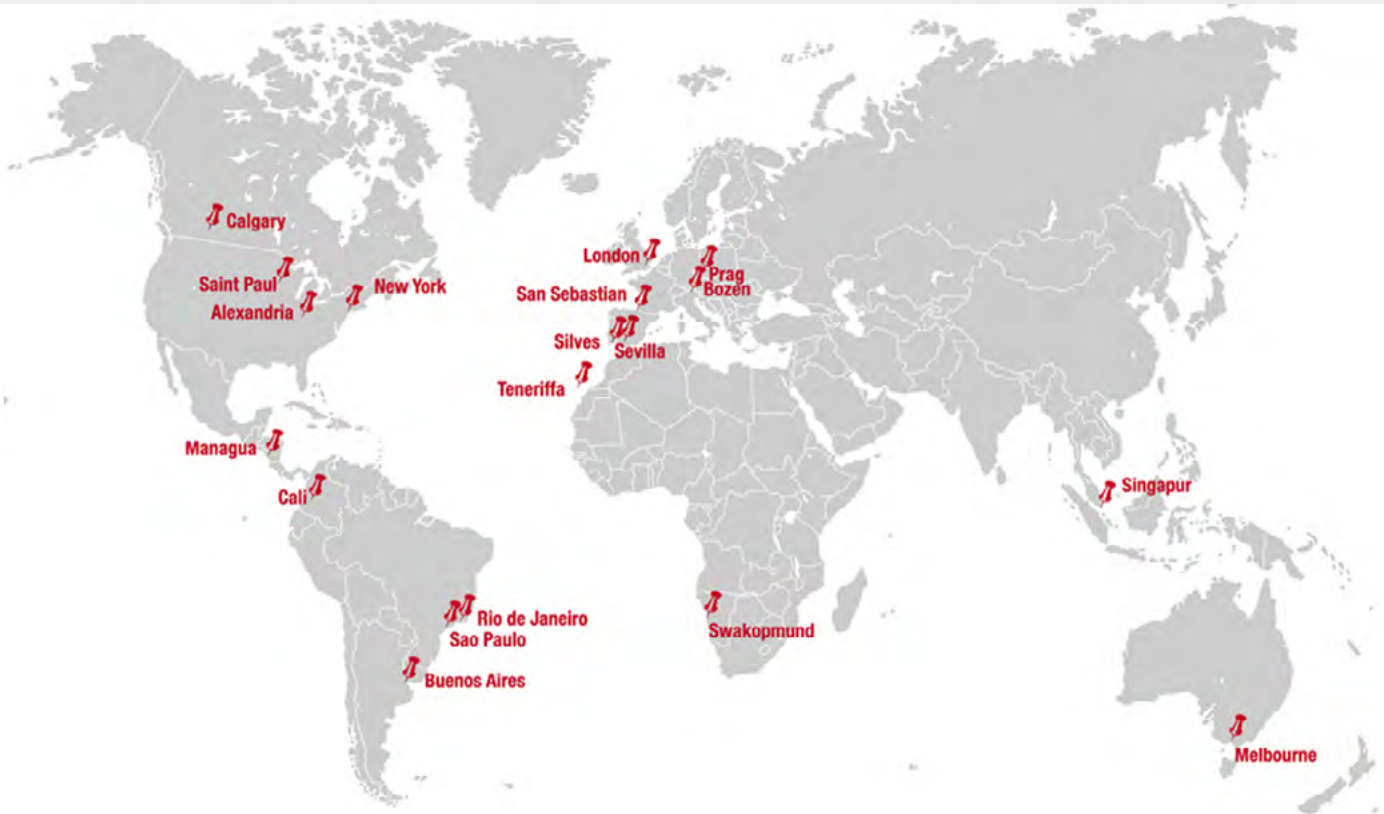 Calgary
Saint Paul
Alexandria
New York
London
Prag
Bozen
San Sebastian
Silves
Sevilla
Teneriffa
Managua
Cali
Singapur
Rio de Janeiro
Sao Paulo
Swakopmund
Buenos Aires
Melbourne